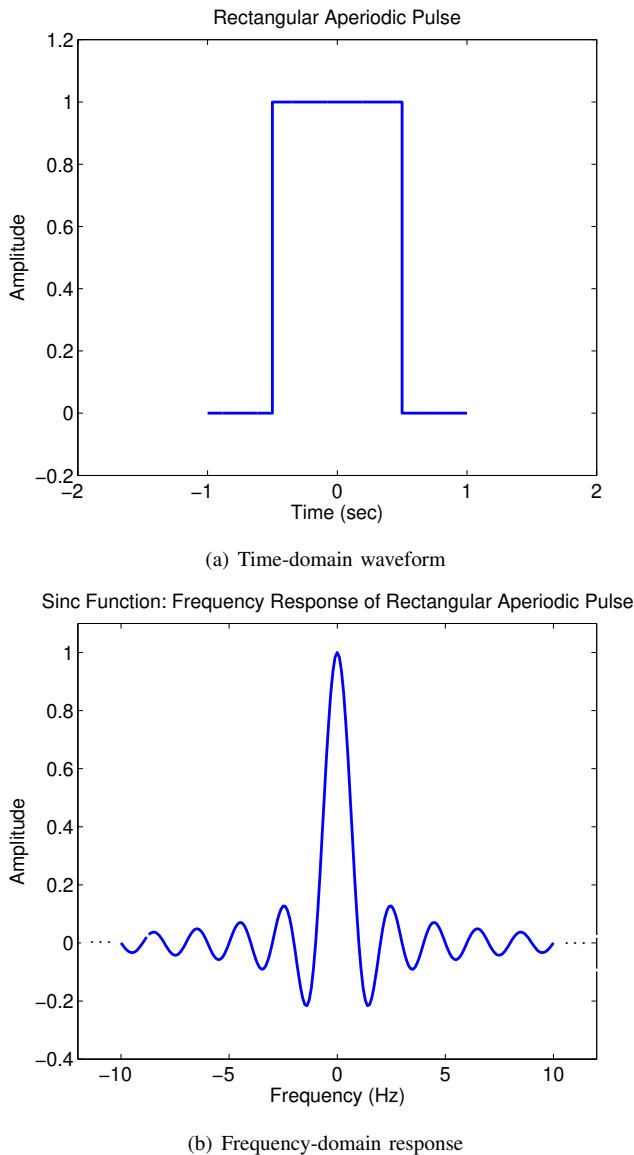 Rectangular Aperiodic Pulse
1.2
1
0.8
0.6
0.4
0.2
0
−0.2
Amplitude
−2 −1 0 1 2
Time (sec)
(a) Time-domain waveform
Sinc Function: Frequency Response of Rectangular Aperiodic Pulse
1
0.8
0.6
0.4
0.2
0
−0.2
−0.4
Amplitude
−10 −5 0 5 10
Frequency (Hz)
(b) Frequency-domain response